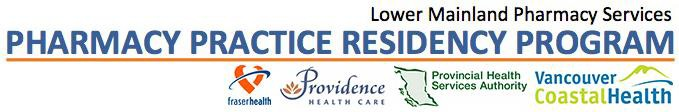 Lower Mainland Pharmacy Services
PHARMACY PRACTICE RESIDENCY PROGRAM
fraserhealth
Providence
HEALTH CARE
Provincial Health
Services Authority
Vancouver
CoastalHealth